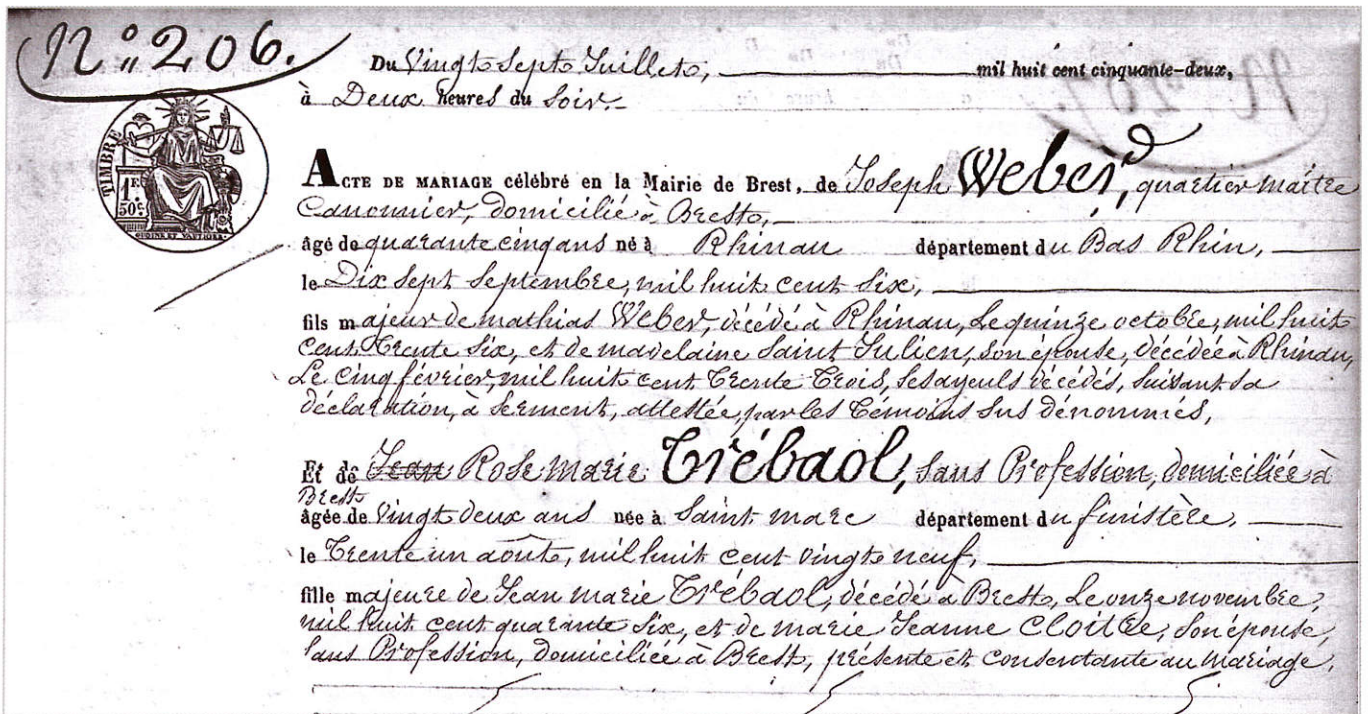 N° 206.
Du Vingt Sept Juillet, mil huit cent cinquante-deux,
à Deux heures du Soir.
TIMBRE
1F. 50c.
ACTE DE MARIAGE célébré en la Mairie de Brest, de Joseph Weber, quartier maître
Canonnier, domicilié à Brest,
âgé de quarante cinq ans né à Rhinau département du Bas Rhin,
le Dix Sept Septembre, mil huit cent Six,
fils majeur de mathias Weber, décédé à Rhinau, Le quinze octobre, mil huit
Cent Trente Six, et de madelaine Saint Julien, Son épouse, décédée à Rhinau,
Le Cinq février, mil huit cent Trente Trois, Ses ayeuls décédés, Suivant Sa
déclaration, à Serment, attestée, par les Témoins Sus dénommés,
Et de Jean Rose Marie Trébaol, Sans Profession, domiciliée à
Brest
âgée de Vingt deux ans née à Saint marc département du finistère,
le Trente un août, mil huit cent vingt neuf,
fille majeure de Jean marie Trébaol, décédé à Brest, Le onze novembre,
mil huit cent quarante Six, et de marie Jeanne Cloitre, Son épouse,
Sans Profession, domiciliée à Brest, présente et Consentante au mariage.